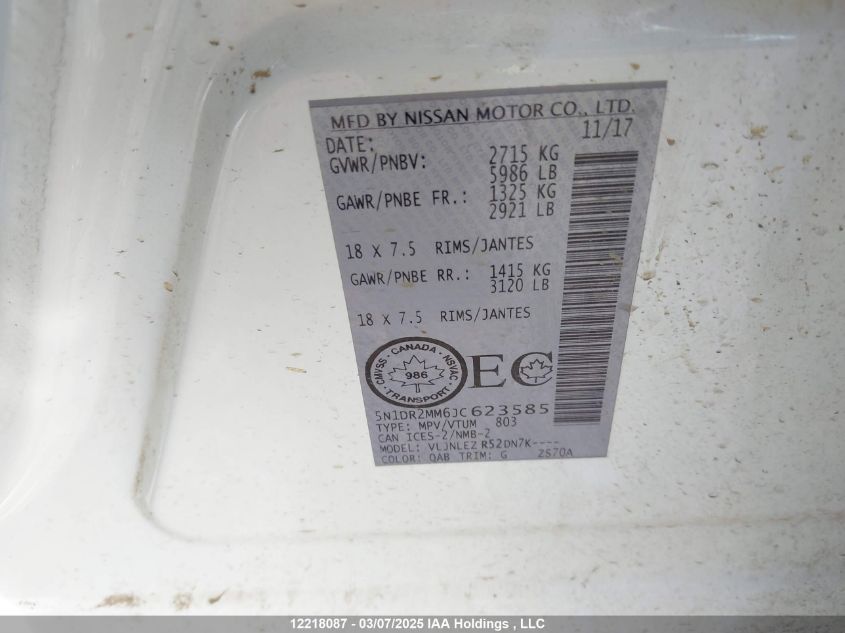 MFD BY NISSAN MOTOR CO., LTD.
DATE: 11/17
GVWR/PNBV: 2715 KG
5986 LB
GAWR/PNBE FR.: 1325 KG
2921 LB
18 X 7.5 RIMS/JANTES
GAWR/PNBE RR.: 1415 KG
3120 LB
18 X 7.5 RIMS/JANTES
CANADA
CMVSS NSVAC
986
TRANSPORT
EC
5N1DR2MM6JC623585
TYPE: MPV/VTUM 803
CAN ICES-2/NMB-2
MODEL: VLJNLEZ R52DN7K----
COLOR: QAB TRIM: G ZS70A
12218087 - 03/07/2025 IAA Holdings , LLC